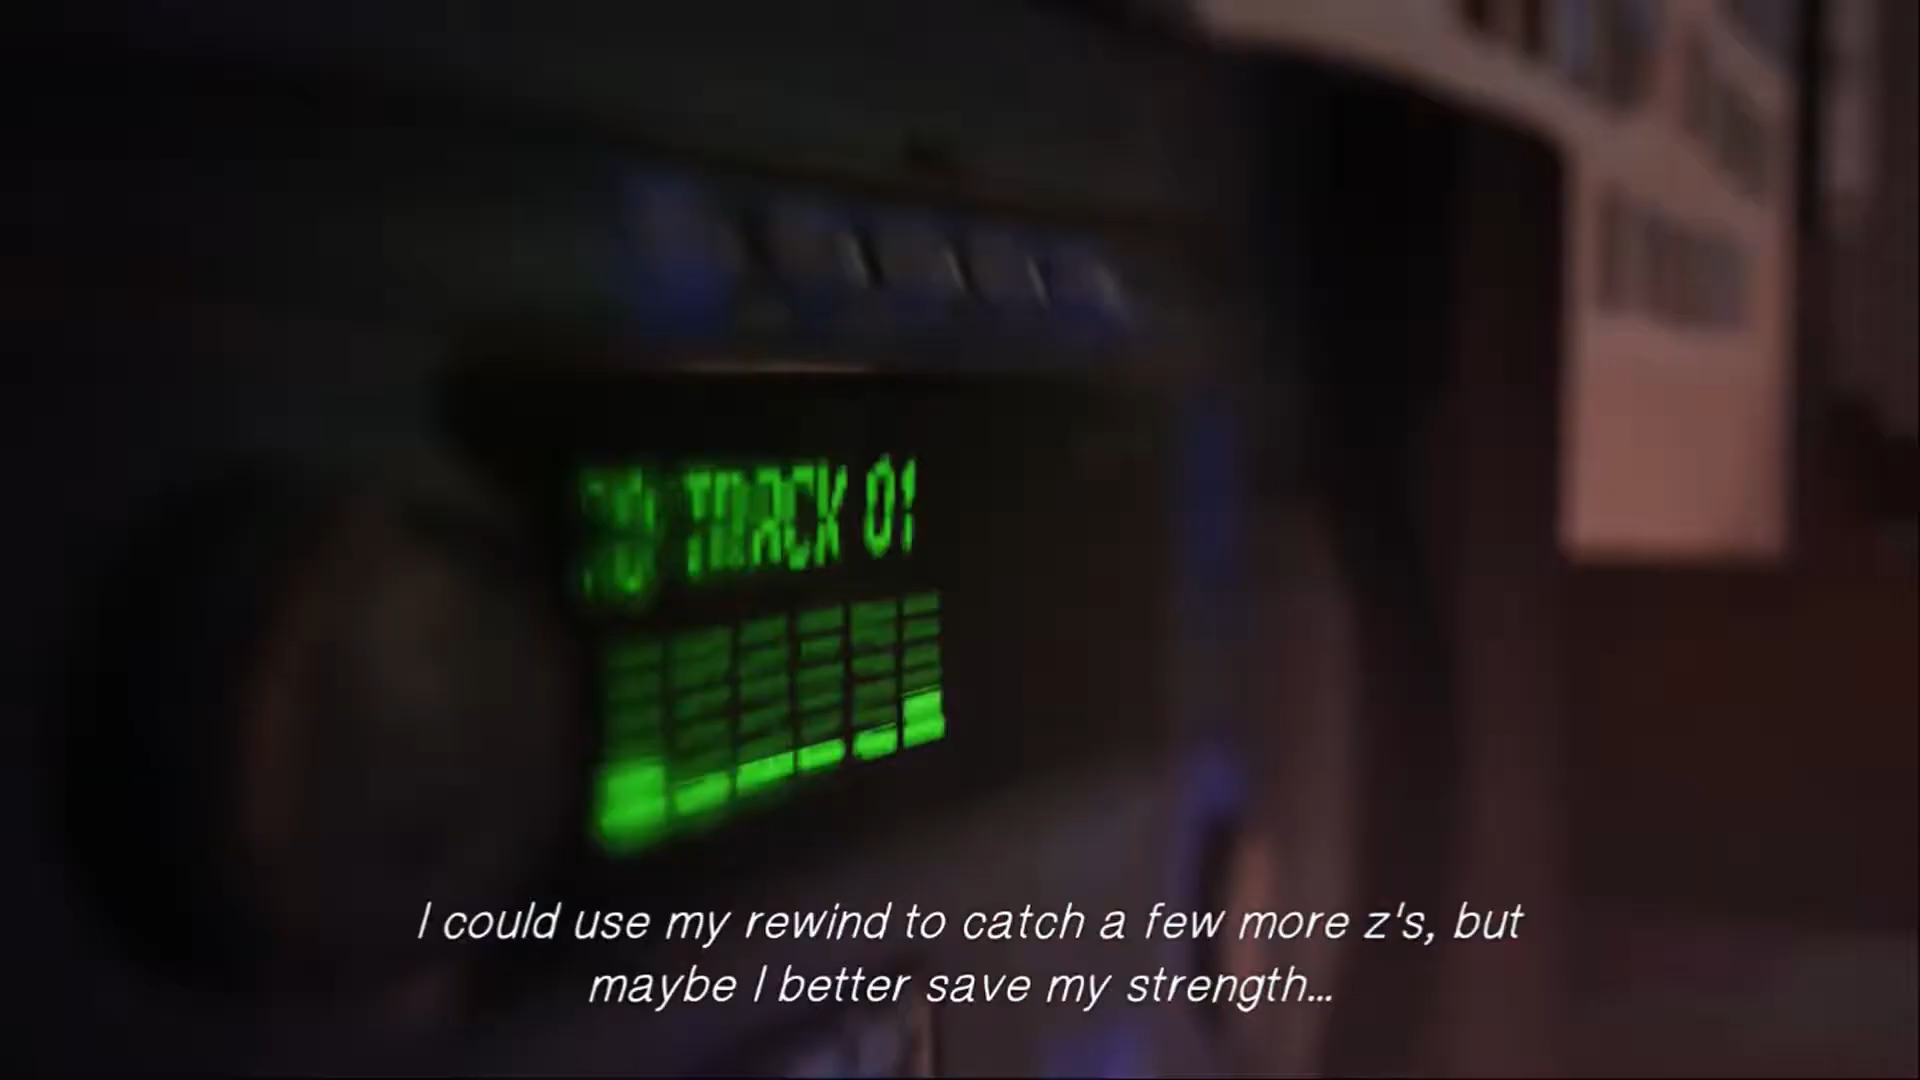 TRACK 01
I could use my rewind to catch a few more z's, but
maybe I better save my strength...